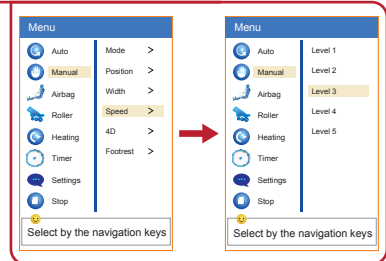 Menu
Auto
Manual
Airbag
Roller
Heating
Timer
Settings
Stop
Mode >
Position >
Width >
Speed >
4D >
Footrest >
Select by the navigation keys
Menu
Auto
Manual
Airbag
Roller
Heating
Timer
Settings
Stop
Level 1
Level 2
Level 3
Level 4
Level 5
Select by the navigation keys